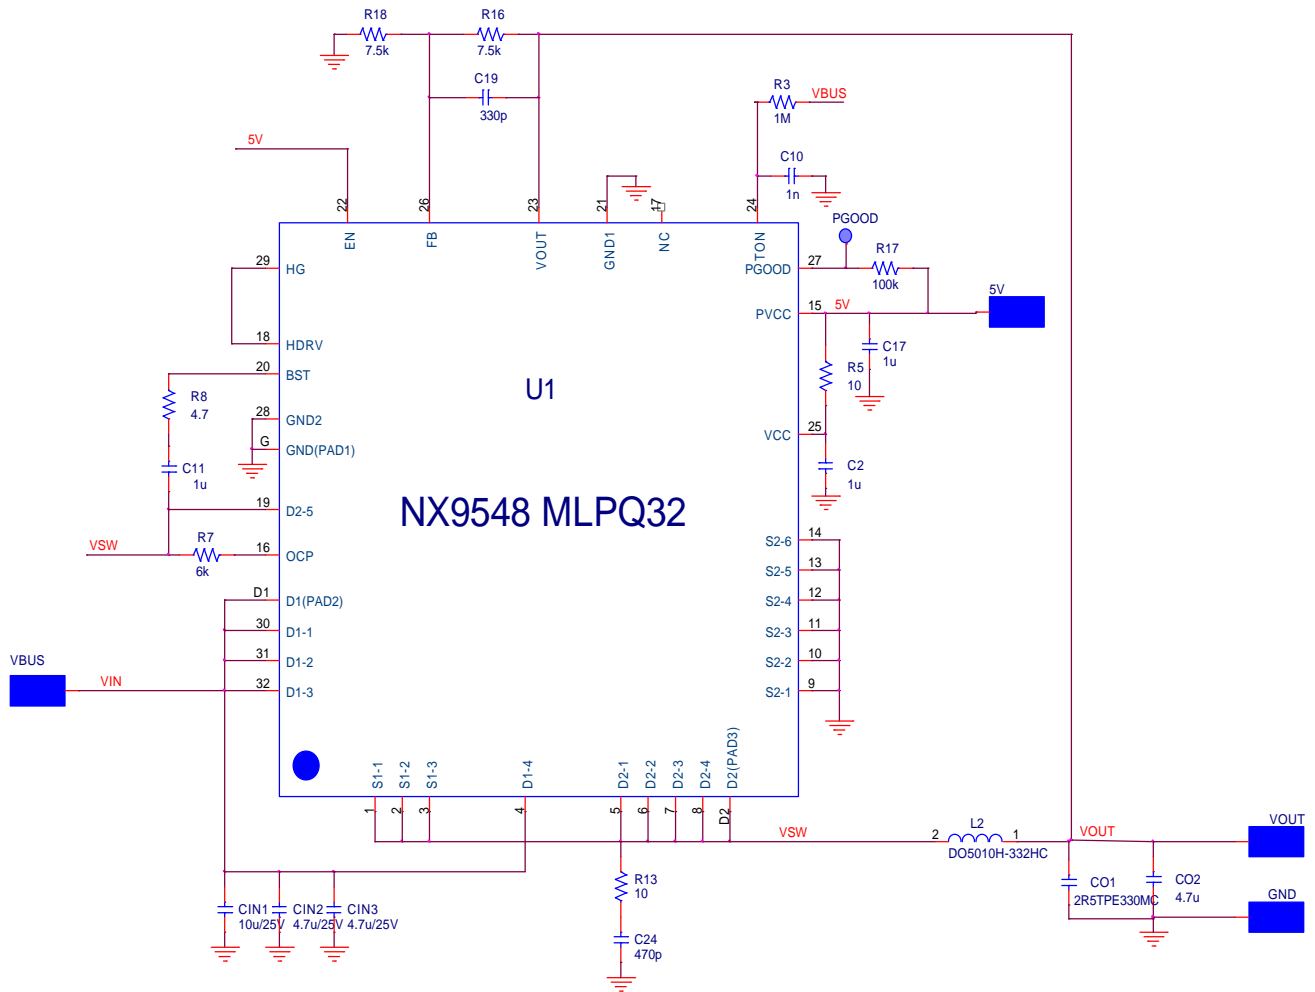 R18
7.5k
R16
7.5k
C19
330p
R3
1M
VBUS
5V
C10
1n
22
26
23
21
17
24
EN
FB
VOUT
GND1
NC
TON
PGOOD
29
HG
PGOOD
27
R17
100k
5V
PVCC
15
5V
18
HDRV
C17
1u
20
BST
R5
10
U1
R8
4.7
28
GND2
G
GND(PAD1)
VCC
25
C11
1u
C2
1u
19
D2-5
NX9548 MLPQ32
VSW
R7
6k
16
OCP
S2-6
14
S2-5
13
D1
D1(PAD2)
S2-4
12
30
D1-1
S2-3
11
31
D1-2
S2-2
10
VBUS
VIN
32
D1-3
S2-1
9
S1-1
S1-2
S1-3
D1-4
D2-1
D2-2
D2-3
D2-4
D2(PAD3)
1
2
3
4
5
6
7
8
D2
VSW
2
L2
1
DO5010H-332HC
VOUT
VOUT
R13
10
CO1
2R5TPE330MC
CO2
4.7u
GND
CIN1
10u/25V
CIN2
4.7u/25V
CIN3
4.7u/25V
C24
470p